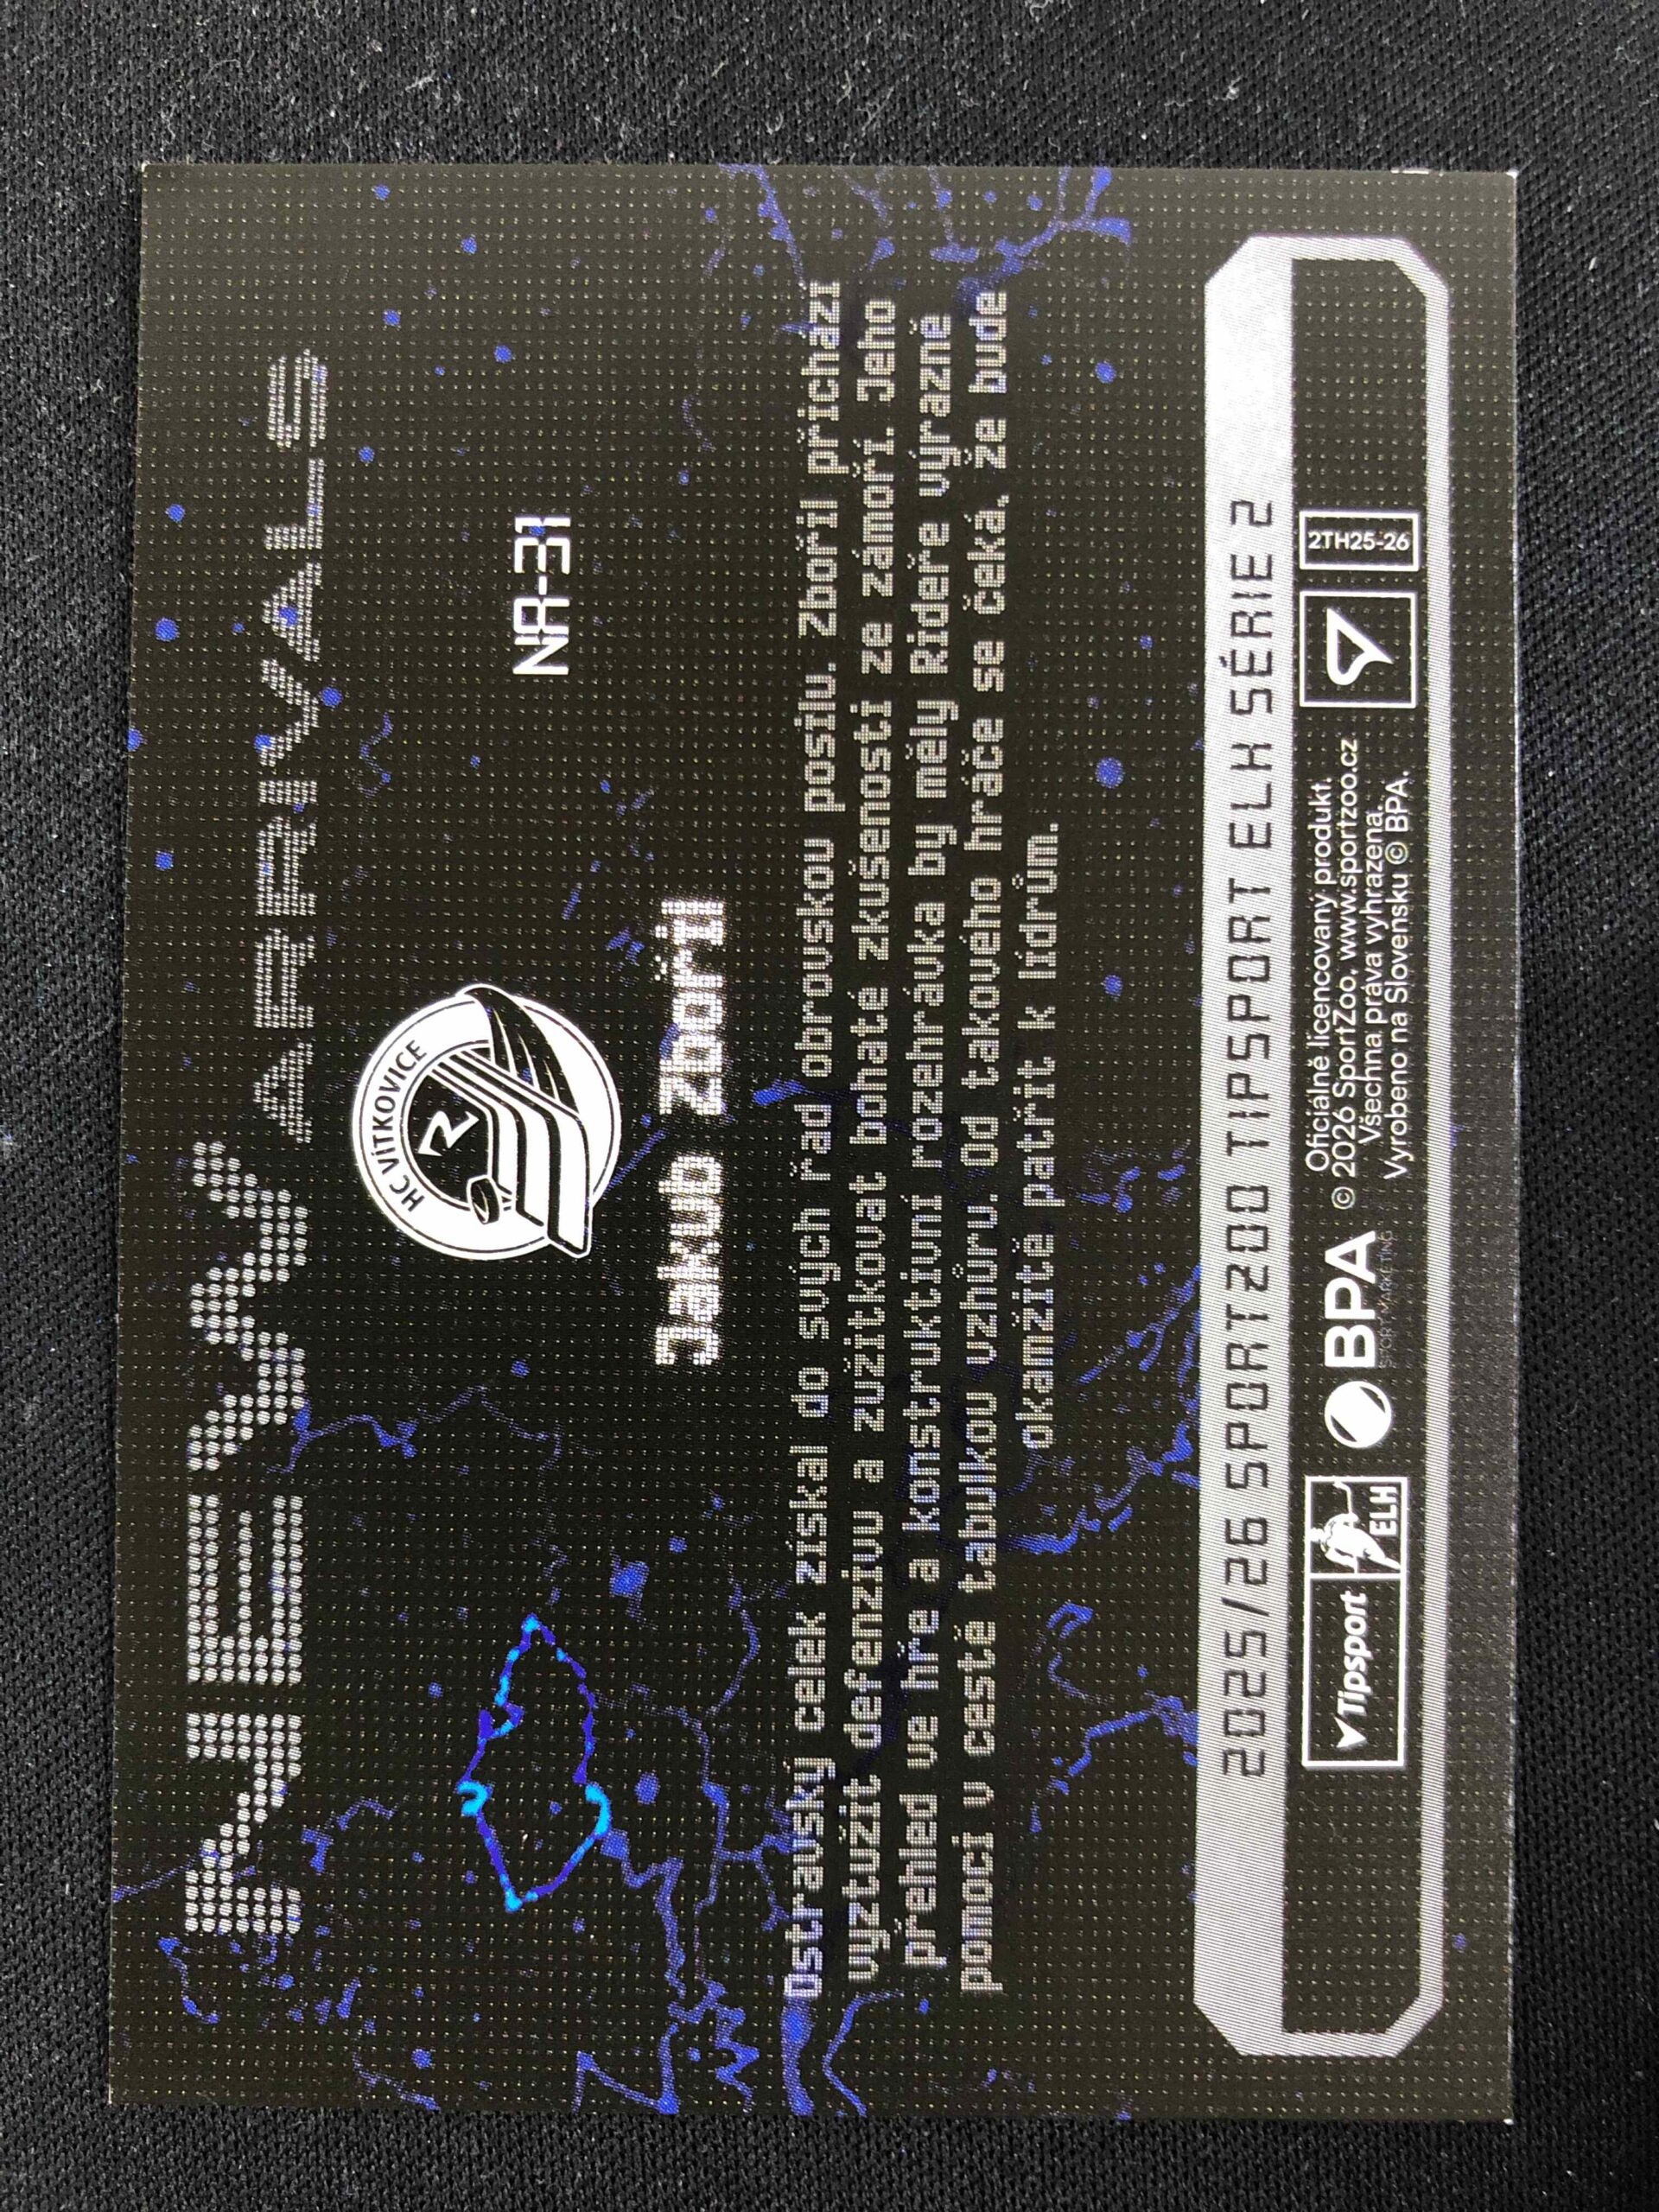 NEW ARRIVALS
HC VÍTKOVICE
R
NR-31
Jakub Zbořil
Ostravský celek získal do svých řad obrovskou posilu. Zbořil přichází
vyztužit defenzivu a zužitkovat bohaté zkušenosti ze zámoří. Jeho
přehled ve hře a konstruktivní rozehrávka by měly Rideře výrazně
pomoci v cestě tabulkou vzhůru. Od takového hráče se čeká, že bude
okamžitě patřit k lídrům.
2025/26 SPORTZOO TIPSPORT ELH SÉRIE 2
Tipsport
ELH
BPA
SPORT MARKETING
Oficiálně licencovaný produkt.
© 2026 SportZoo, www.sportzoo.cz
Všechna práva vyhrazena.
Vyrobeno na Slovensku © BPA.
2TH25-26